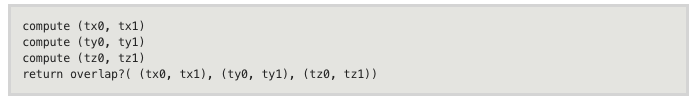 compute (tx0, tx1)
compute (ty0, ty1)
compute (tz0, tz1)
return overlap?( (tx0, tx1), (ty0, ty1), (tz0, tz1))